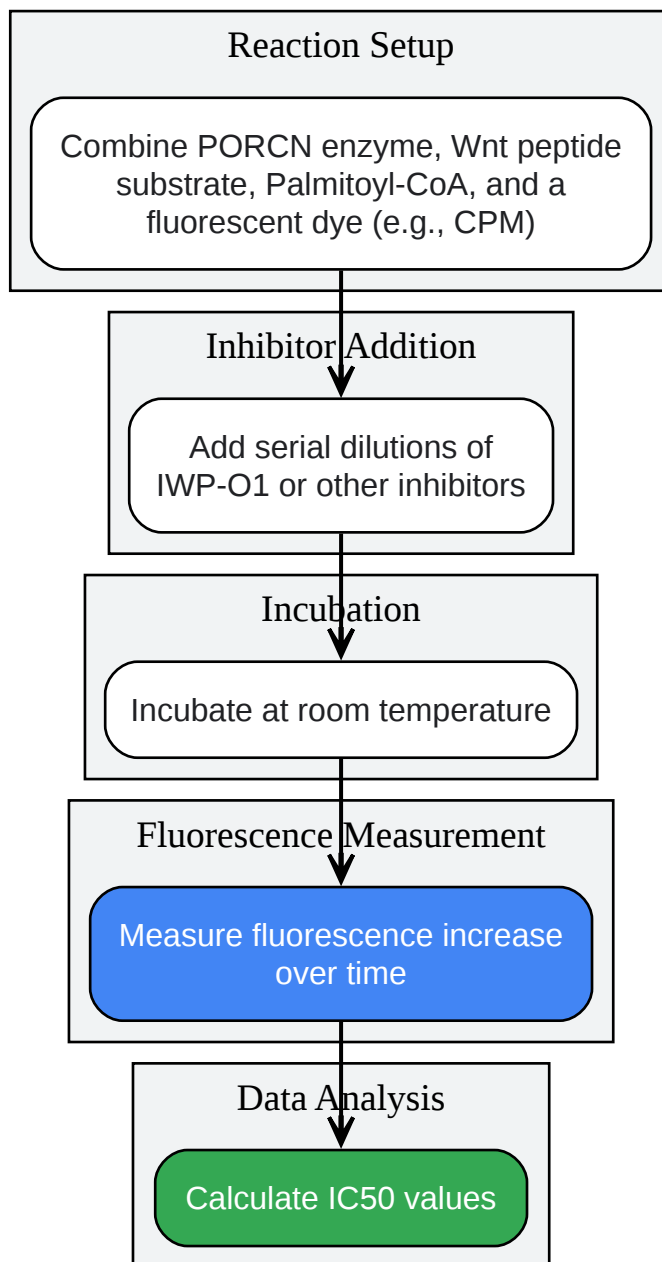 Reaction Setup
Combine PORCN enzyme, Wnt peptide
substrate, Palmitoyl-CoA, and a
fluorescent dye (e.g., CPM)
Inhibitor Addition
Add serial dilutions of
IWP-O1 or other inhibitors
Incubation
Incubate at room temperature
Fluorescence Measurement
Measure fluorescence increase
over time
Data Analysis
Calculate IC50 values